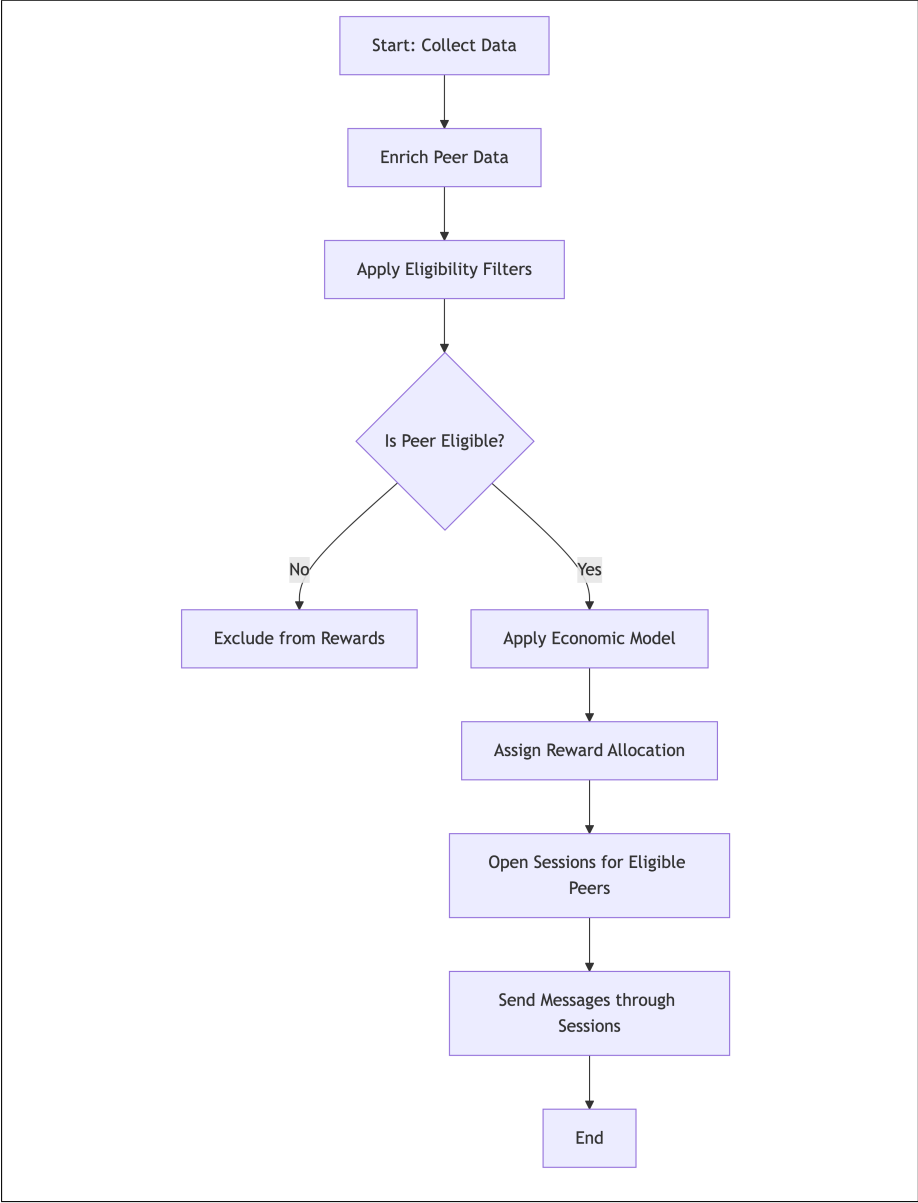 Start: Collect Data
Enrich Peer Data
Apply Eligibility Filters
Is Peer Eligible?
No
Yes
Exclude from Rewards
Apply Economic Model
Assign Reward Allocation
Open Sessions for Eligible
Peers
Send Messages through
Sessions
End